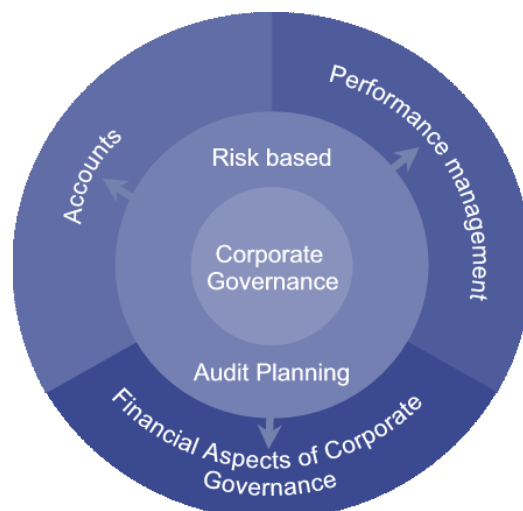 Accounts
Performance management
Risk based
Corporate
Governance
Audit Planning
Financial Aspects of Corporate
Governance